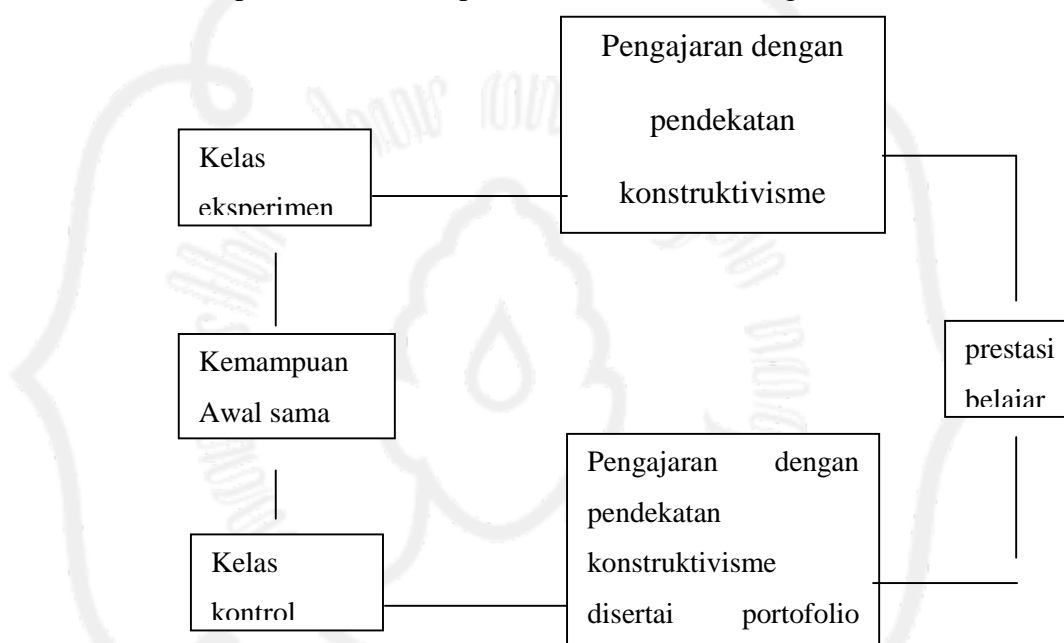 Pengajaran dengan
pendekatan
konstruktivisme
Kelas
eksperimen
Kemampuan
Awal sama
prestasi
belajar
Pengajaran dengan
pendekatan
konstruktivisme
disertai portofolio
Kelas
kontrol